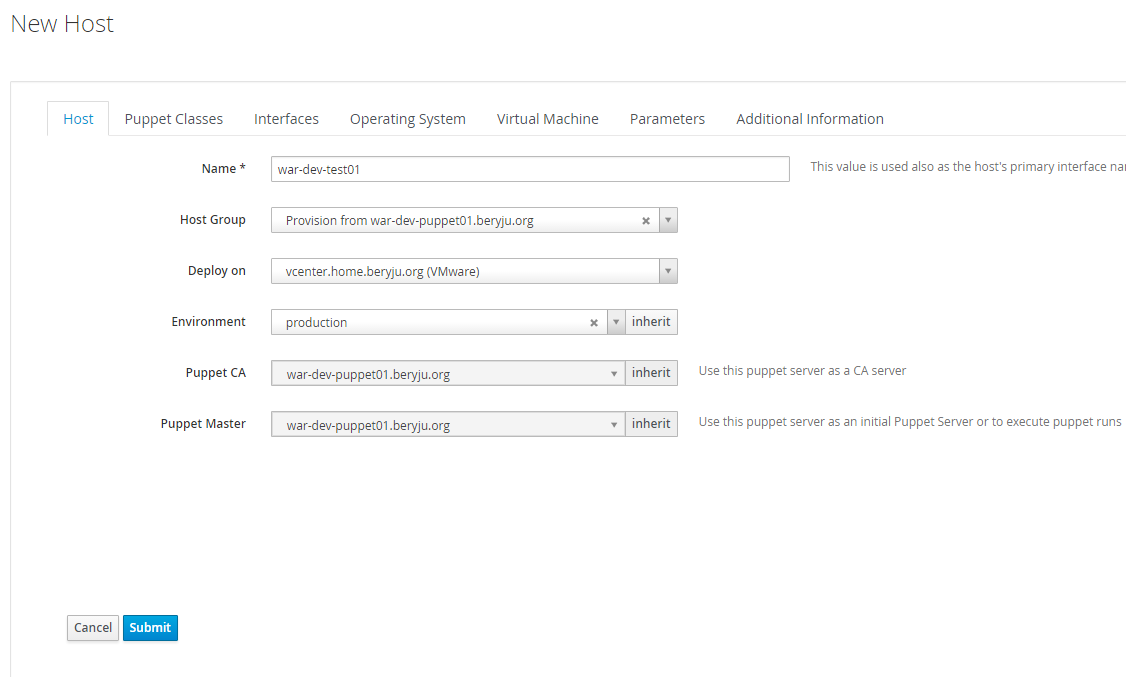 New Host
Host Puppet Classes Interfaces Operating System Virtual Machine Parameters Additional Information
Name * war-dev-test01 This value is used also as the host's primary interface
Host Group Provision from war-dev-puppet01.beryju.org
Deploy on vcenter.home.beryju.org (VMware)
Environment production inherit
Puppet CA war-dev-puppet01.beryju.org inherit Use this puppet server as a CA server
Puppet Master war-dev-puppet01.beryju.org inherit Use this puppet server as an initial Puppet Server or to execute puppet runs
Cancel Submit